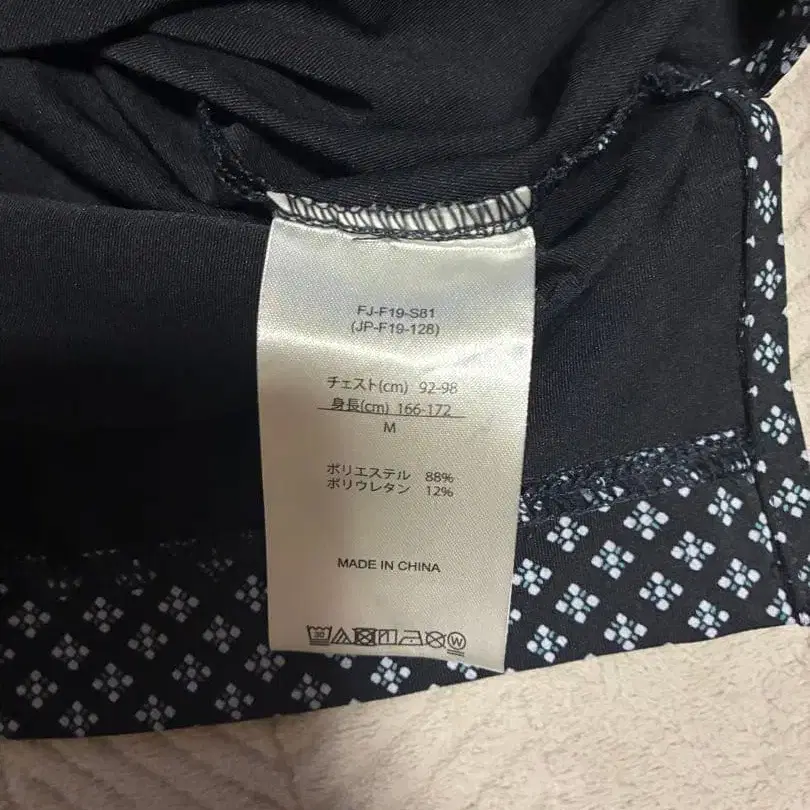 FJ-F19-S81
(JP-F19-128)
チェスト(cm) 92-98
身長(cm) 166-172
M
ポリエステル 88%
ポリウレタン 12%
MADE IN CHINA
30
W